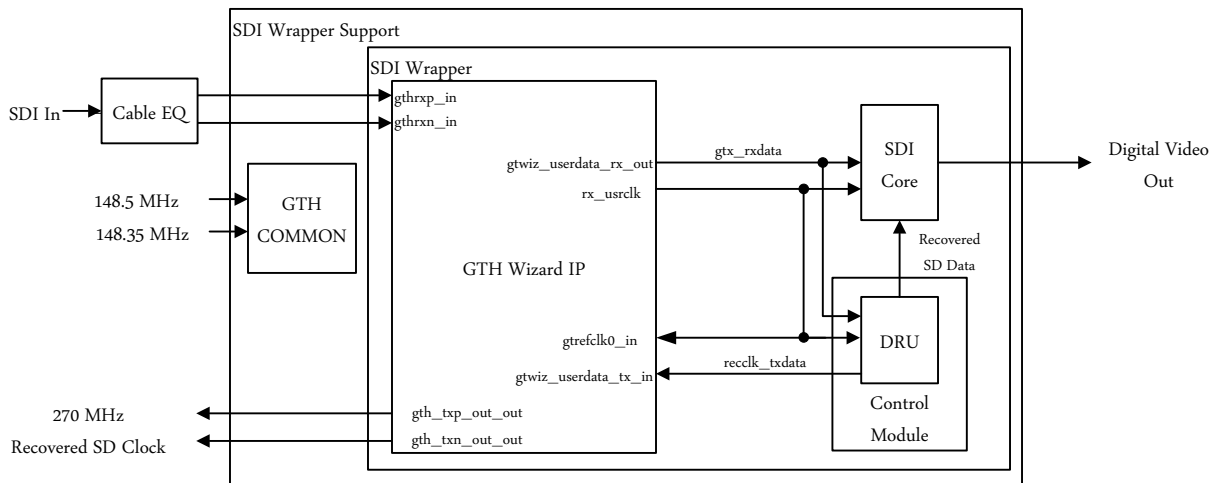 SDI Wrapper Support
SDI Wrapper
SDI In
Cable EQ
gthrxp_in
gthrxn_in
gtwiz_userdata_rx_out
gtx_rxdata
rx_usrclk
SDI
Core
Digital Video
Out
148.5 MHz
148.35 MHz
GTH
COMMON
GTH Wizard IP
Recovered
SD Data
gtrefclk0_in
gtwiz_userdata_tx_in
recclk_txdata
DRU
Control
Module
270 MHz
Recovered SD Clock
gth_txp_out_out
gth_txn_out_out